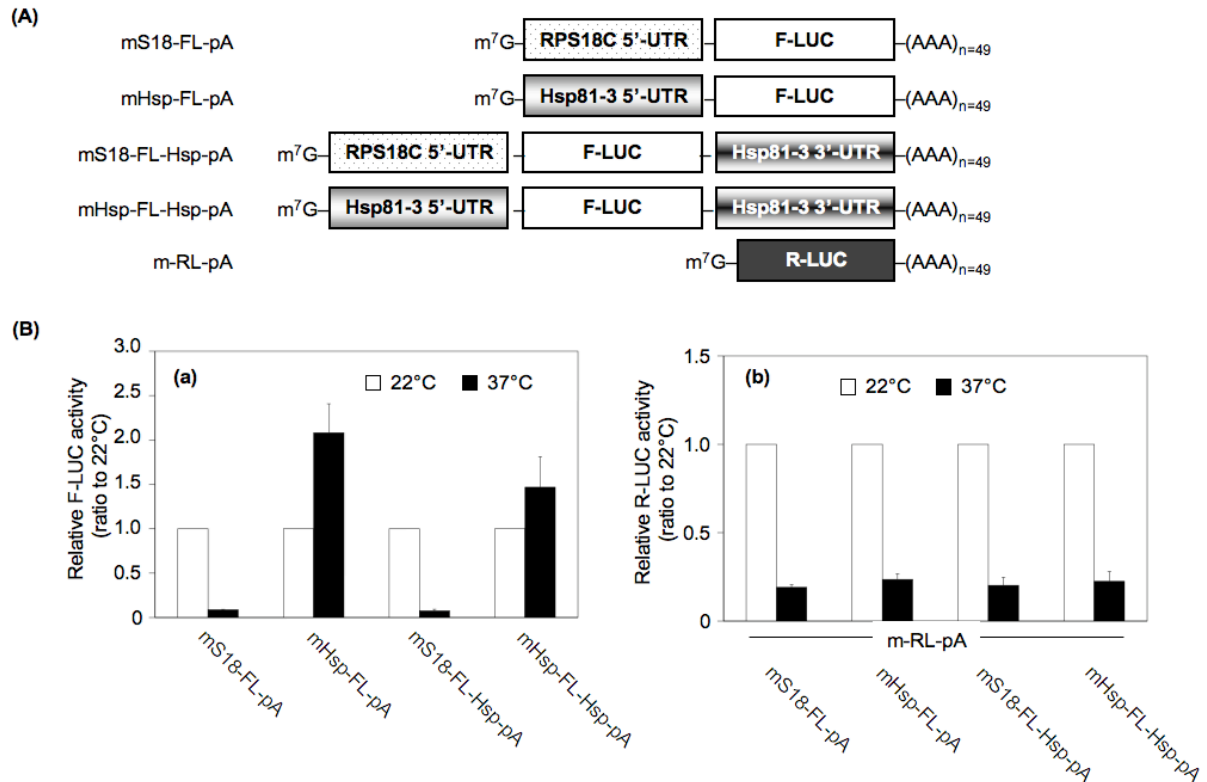 (A)
mS18-FL-pA m⁷G RPS18C 5’-UTR F-LUC (AAA)n=49
mHsp-FL-pA m⁷G Hsp81-3 5’-UTR F-LUC (AAA)n=49
mS18-FL-Hsp-pA m⁷G RPS18C 5’-UTR F-LUC Hsp81-3 3’-UTR (AAA)n=49
mHsp-FL-Hsp-pA m⁷G Hsp81-3 5’-UTR F-LUC Hsp81-3 3’-UTR (AAA)n=49
m-RL-pA m⁷G R-LUC (AAA)n=49
(B)
(a)
22°C 37°C
Relative F-LUC activity
(ratio to 22°C)
3.0
2.5
2.0
1.5
1.0
0.5
0
mS18-FL-pA
mHsp-FL-pA
mS18-FL-Hsp-pA
mHsp-FL-Hsp-pA
(b)
22°C 37°C
Relative R-LUC activity
(ratio to 22°C)
1.5
1.0
0.5
0
m-RL-pA
mS18-FL-pA
mHsp-FL-pA
mS18-FL-Hsp-pA
mHsp-FL-Hsp-pA